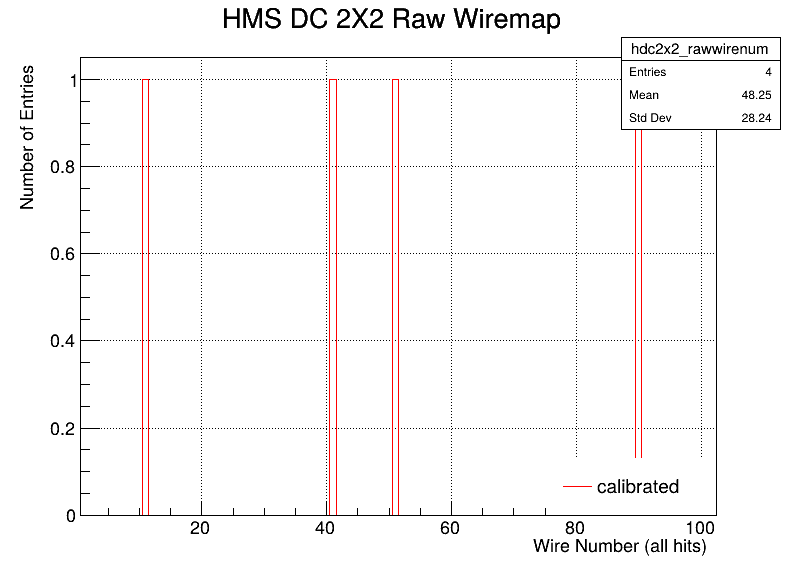 HMS DC 2X2 Raw Wiremap
hdc2x2_rawwirenum
Entries 4
Mean 48.25
Std Dev 28.24
Number of Entries
1
0.8
0.6
0.4
0.2
0
calibrated
20 40 60 80 100
Wire Number (all hits)